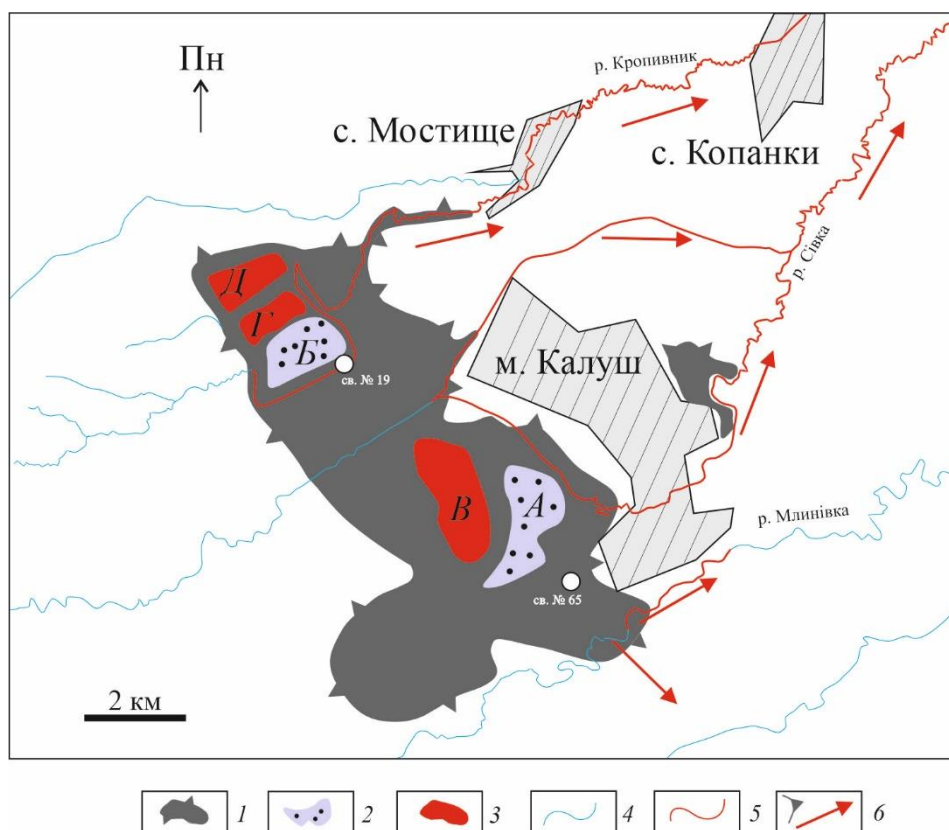 Пн
р. Кропивник
с. Мостище
с. Копанки
р. Сівка
Д
Г
Б
св. № 19
м. Калуш
В
А
р. Млинівка
св. № 65
2 км
1
2
3
4
5
6